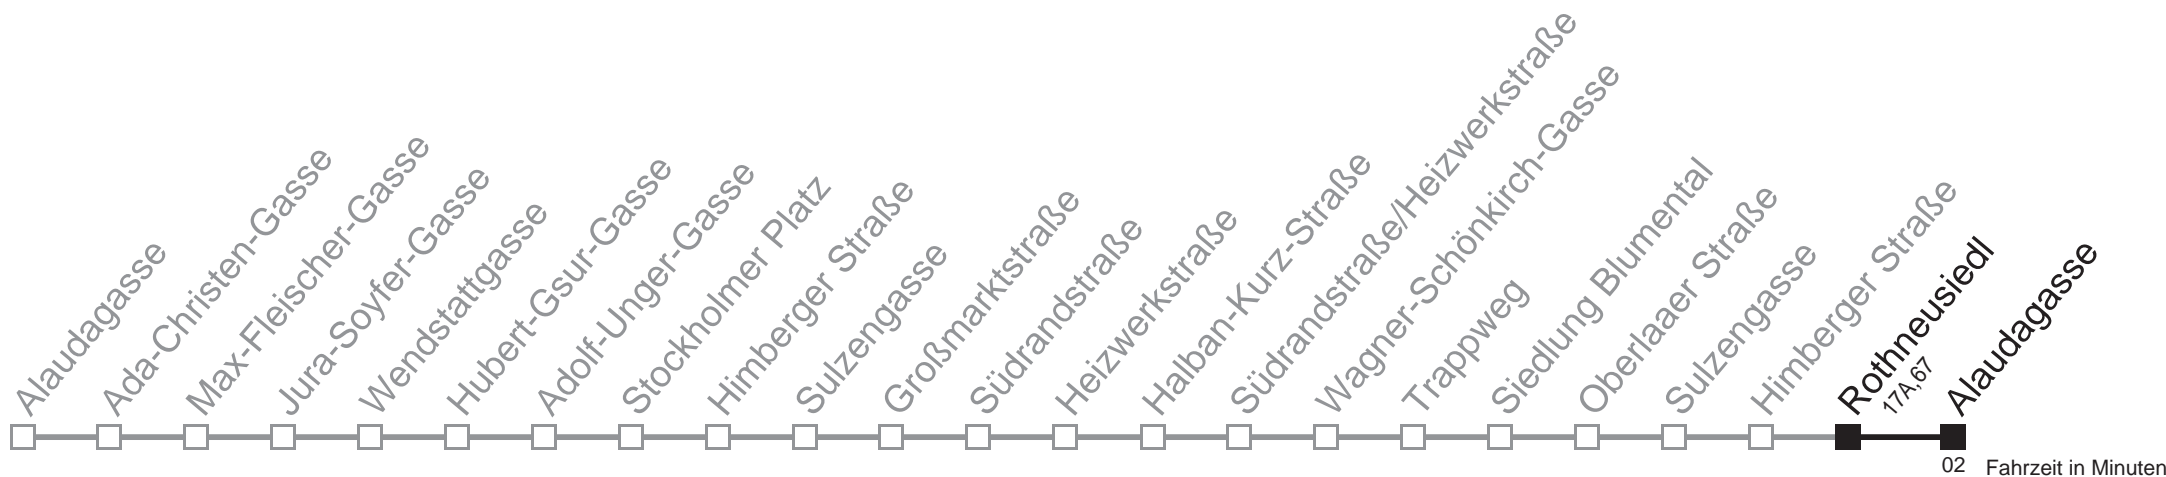 Alaudagasse
Ada-Christen-Gasse
Max-Fleischer-Gasse
Jura-Soyfer-Gasse
Wendstattgasse
Hubert-Gsur-Gasse
Adolf-Unger-Gasse
Stockholmer Platz
Himberger Straße
Sulzengasse
Großmarktstraße
Südrandstraße
Heizwerkstraße
Halban-Kurz-Straße
Südrandstraße/Heizwerkstraße
Wagner-Schönkirch-Gasse
Trappweg
Siedlung Blumental
Oberlaaer Straße
Sulzengasse
Himberger Straße
Rothneusiedl
17A,67
Alaudagasse
02 Fahrzeit in Minuten